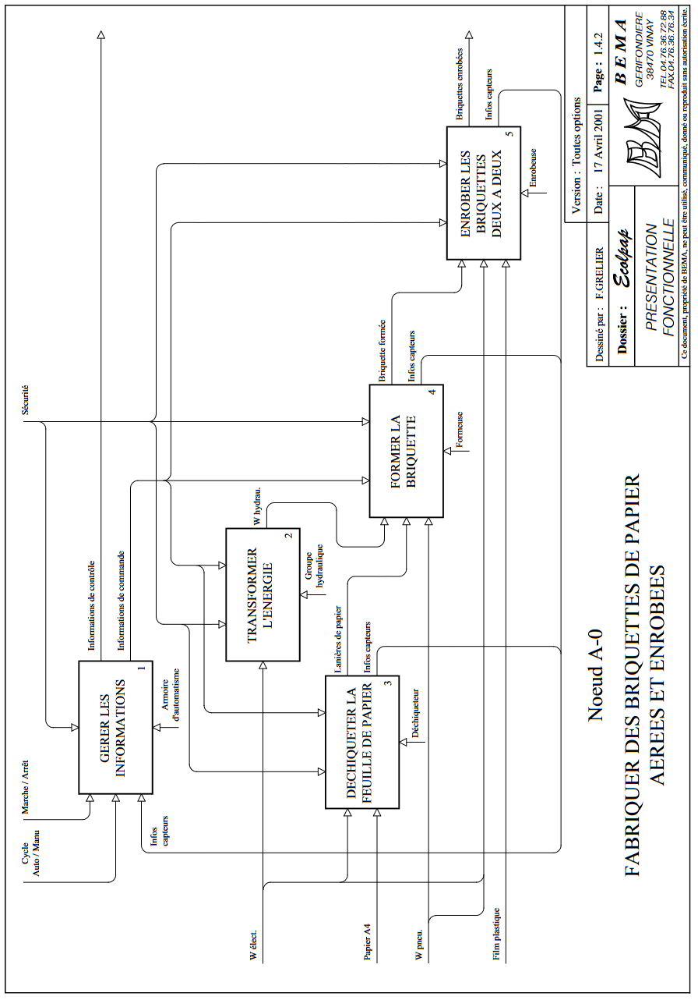 Sécurité
Marche / Arrêt
Cycle
Auto / Manu
Informations de contrôle
Informations de commande
GERER LES
INFORMATIONS
1
Armoire
d'automatisme
Infos
capteurs
W élect.
TRANSFORMER
L'ENERGIE
2
W hydrau.
Groupe
hydraulique
Papier A4
DECHIQUETER LA
FEUILLE DE PAPIER
3
Lanières de papier
Infos capteurs
Déchiqueteur
W pneu.
FORMER LA
BRIQUETTE
4
Briquette formée
Infos capteurs
Formeuse
Film plastique
ENROBER LES
BRIQUETTES
DEUX A DEUX
5
Briquettes enrobées
Infos capteurs
Enrobeuse
Noeud A-0
FABRIQUER DES BRIQUETTES DE PAPIER
AEREES ET ENROBEES
Version : Toutes options
Dessiné par : F.GRELIER
Date : 17 Avril 2001
Page : 1.4.2
Dossier : Ecolpap
PRESENTATION
FONCTIONNELLE
BEMA
B E M A
GERIFONDIERE
38470 VINAY
TEL.04.76.36.72.88
FAX.04.76.36.76.34
Ce document, propriété de BEMA, ne peut être utilisé, communiqué, donné ou reproduit sans autorisation écrite.